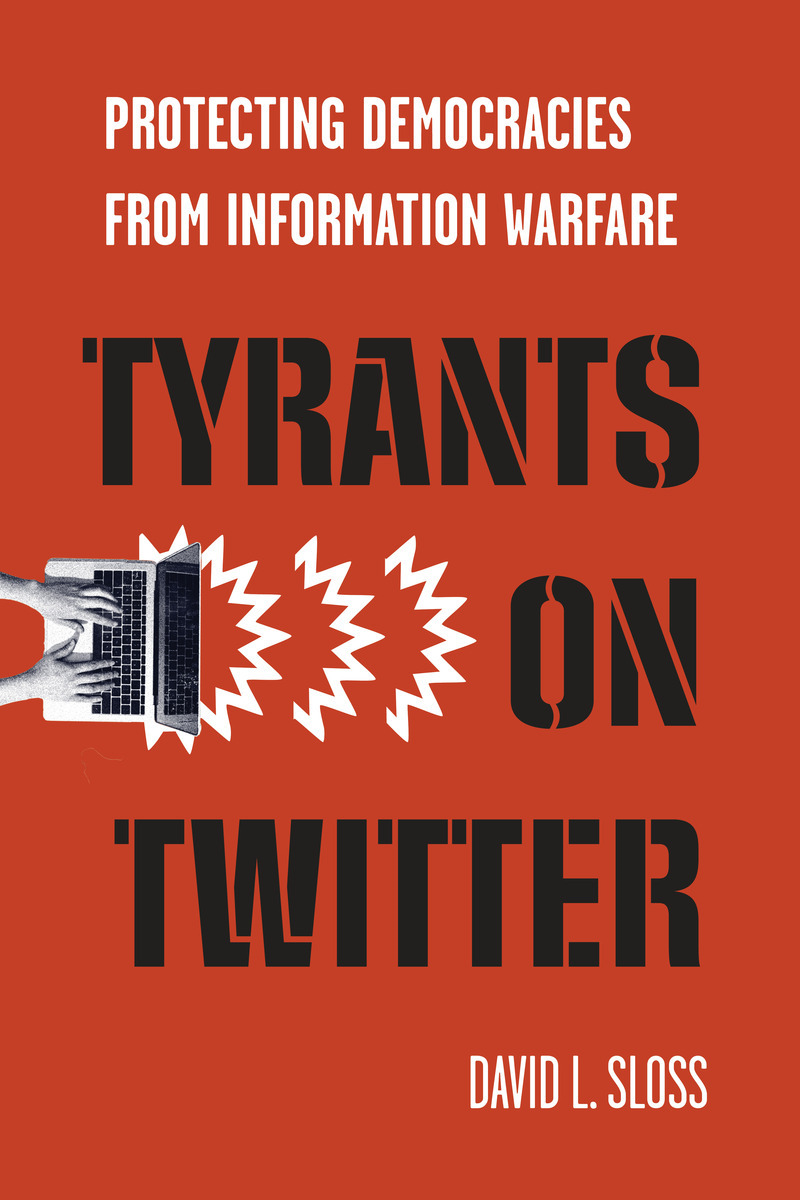 PROTECTING DEMOCRACIES
FROM INFORMATION WARFARE
TYRANTS
ON
TWITTER
DAVID L. SLOSS